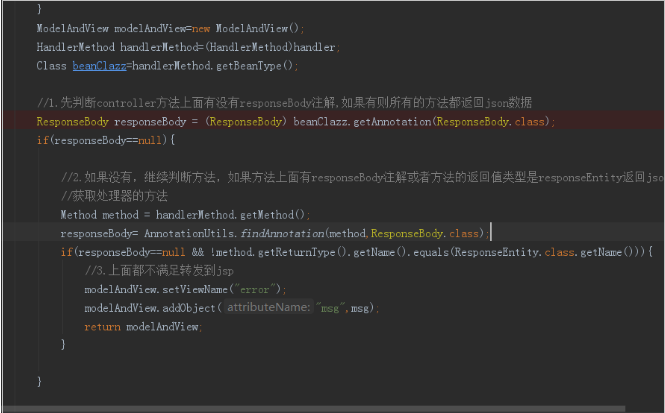 }
ModelAndView modelAndView=new ModelAndView();
HandlerMethod handlerMethod=(HandlerMethod)handler;
Class beanClazz=handlerMethod.getBeanType();
//1.先判断controller方法上面有没有responseBody注解,如果有则所有的方法都返回json数据
ResponseBody responseBody = (ResponseBody) beanClazz.getAnnotation(ResponseBody.class);
if(responseBody==null){
//2.如果没有，继续判断方法，如果方法上面有responseBody注解或者方法的返回值类型是responseEntity返回jso
//获取处理器的方法
Method method = handlerMethod.getMethod();
responseBody= AnnotationUtils.findAnnotation(method,ResponseBody.class);
if(responseBody==null && !method.getReturnType().getName().equals(ResponseEntity.class.getName())){
//3.上面都不满足转发到jsp
modelAndView.setViewName("error");
modelAndView.addObject( attributeName: "msg",msg);
return modelAndView;
}
}